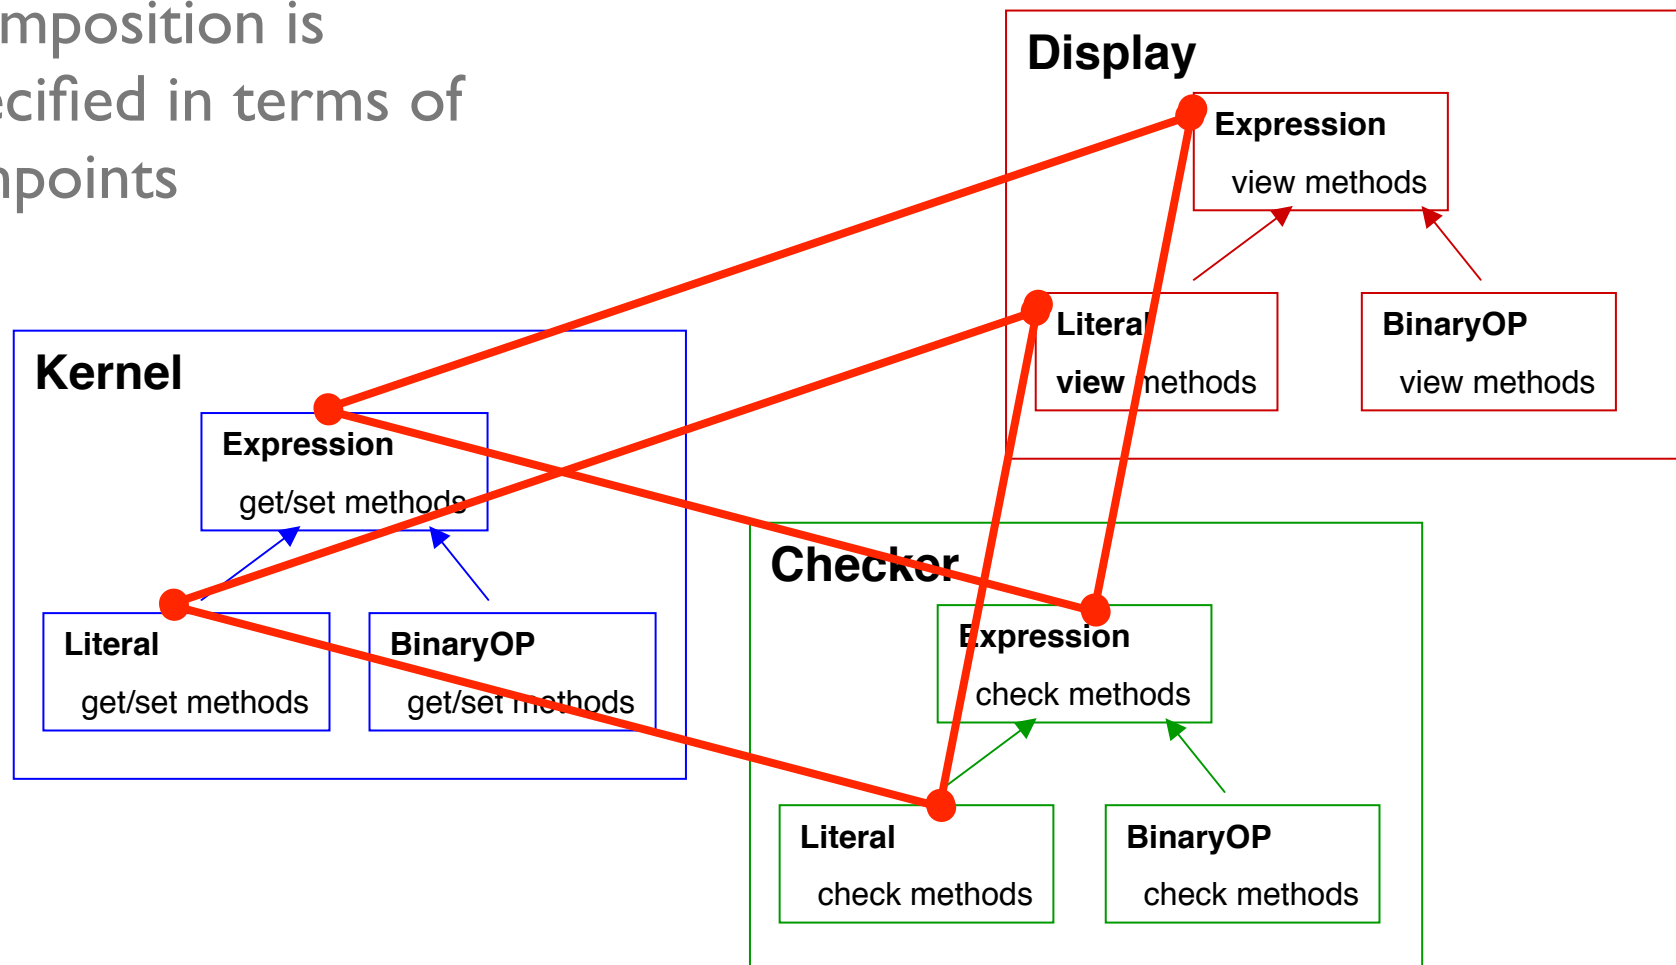 mposition is
ecified in terms of
npoints
Display
Expression
view methods
Literal
view methods
BinaryOP
view methods
Kernel
Expression
get/set methods
Literal
get/set methods
BinaryOP
get/set methods
Checker
Expression
check methods
Literal
check methods
BinaryOP
check methods